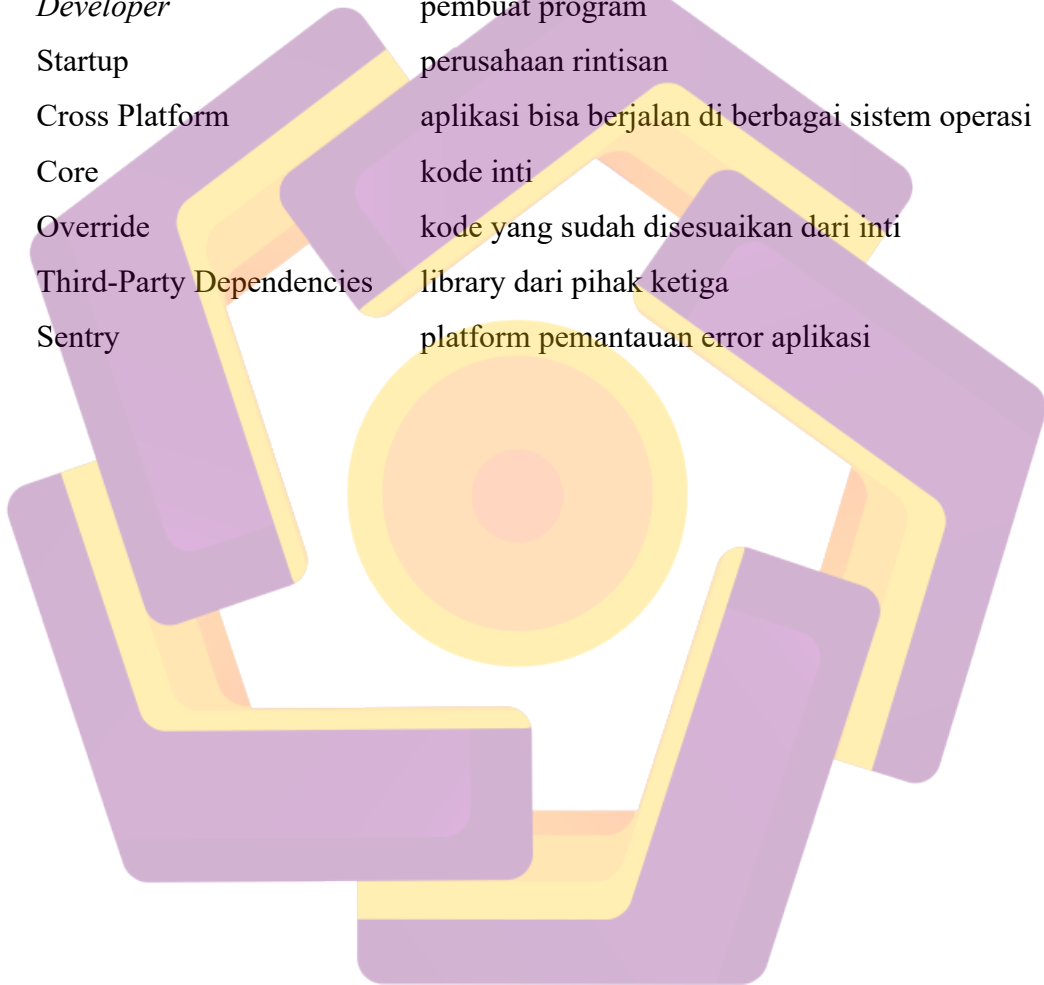 Developer pembuat program
Startup perusahaan rintisan
Cross Platform aplikasi bisa berjalan di berbagai sistem operasi
Core kode inti
Override kode yang sudah disesuaikan dari inti
Third-Party Dependencies library dari pihak ketiga
Sentry platform pemantauan error aplikasi